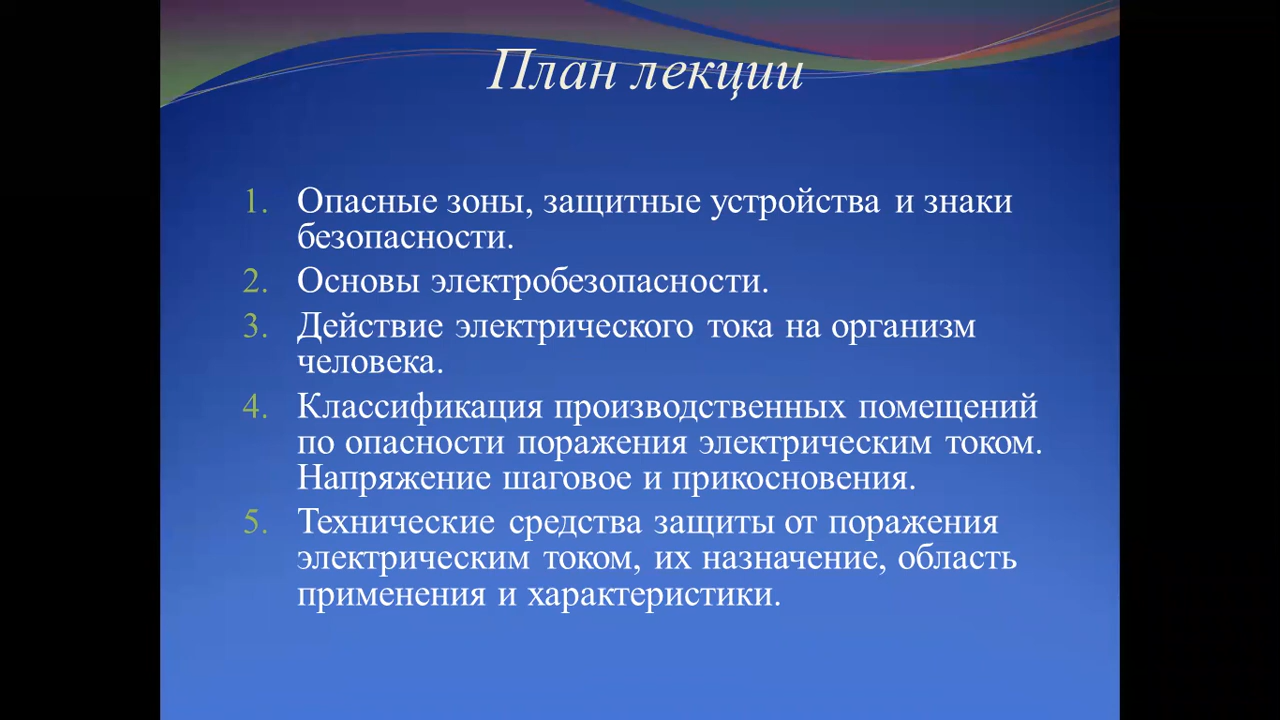 План лекции
1. Опасные зоны, защитные устройства и знаки
безопасности.
2. Основы электробезопасности.
3. Действие электрического тока на организм
человека.
4. Классификация производственных помещений
по опасности поражения электрическим током.
Напряжение шаговое и прикосновения.
5. Технические средства защиты от поражения
электрическим током, их назначение, область
применения и характеристики.